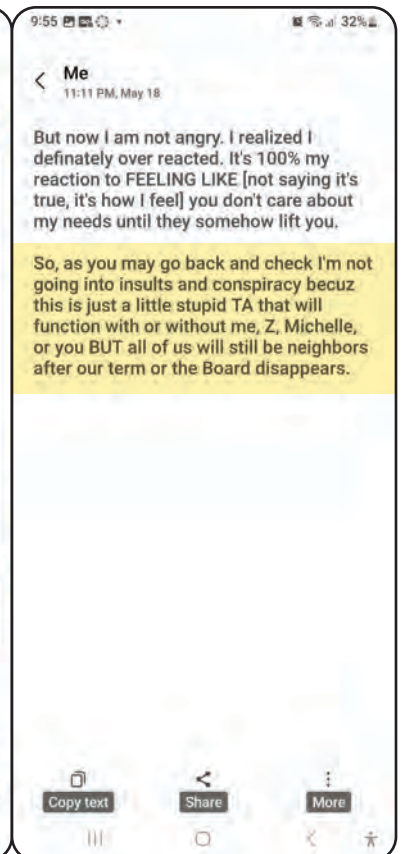 9:55
32%
Me
11:11 PM, May 18
But now I am not angry. I realized I
definately over reacted. It's 100% my
reaction to FEELING LIKE [not saying it's
true, it's how I feel] you don't care about
my needs until they somehow lift you.
So, as you may go back and check I'm not
going into insults and conspiracy becuz
this is just a little stupid TA that will
function with or without me, Z, Michelle,
or you BUT all of us will still be neighbors
after our term or the Board disappears.
Copy text
Share
More